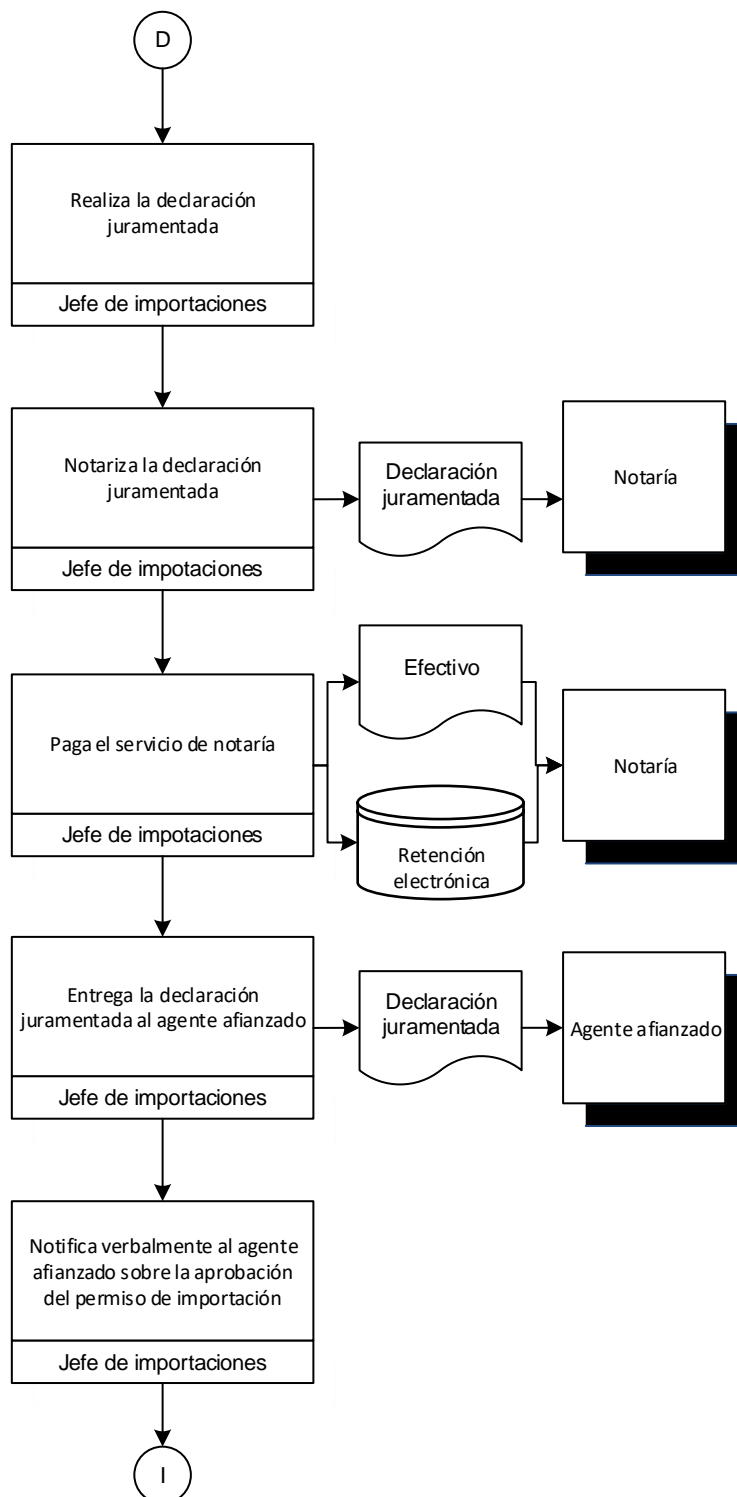 D
Realiza la declaración
juramentada
Jefe de importaciones
Notariza la declaración
juramentada
Jefe de impotaciones
Declaración
juramentada
Notaría
Paga el servicio de notaría
Jefe de impotaciones
Efectivo
Retención
electrónica
Notaría
Entrega la declaración
juramentada al agente afianzado
Jefe de importaciones
Declaración
juramentada
Agente afianzado
Notifica verbalmente al agente
afianzado sobre la aprobación
del permiso de importación
Jefe de importaciones
I